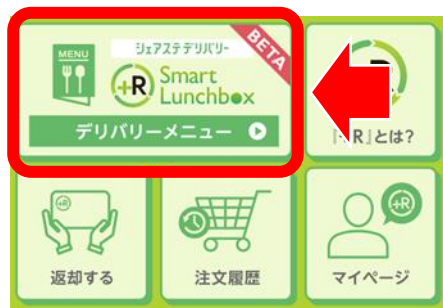 MENU
シェアステデリバリー
BETA
+R Smart
Lunchbox
デリバリーメニュー
『+R』とは?
+R
返却する
注文履歴
+R
マイページ